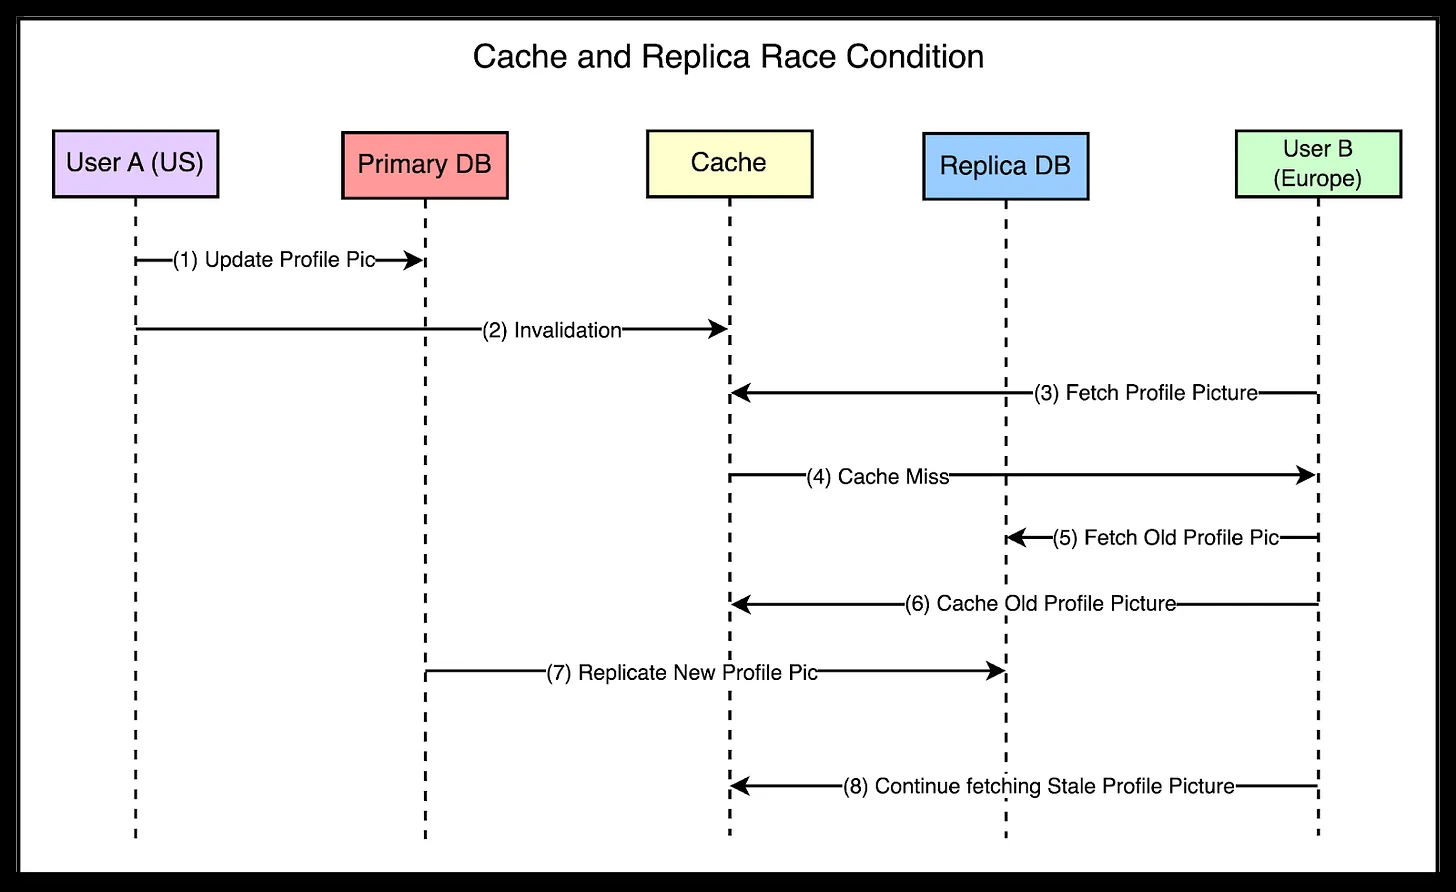 Cache and Replica Race Condition
User A (US)
Primary DB
Cache
Replica DB
User B
(Europe)
(1) Update Profile Pic
(2) Invalidation
(3) Fetch Profile Picture
(4) Cache Miss
(5) Fetch Old Profile Pic
(6) Cache Old Profile Picture
(7) Replicate New Profile Pic
(8) Continue fetching Stale Profile Picture